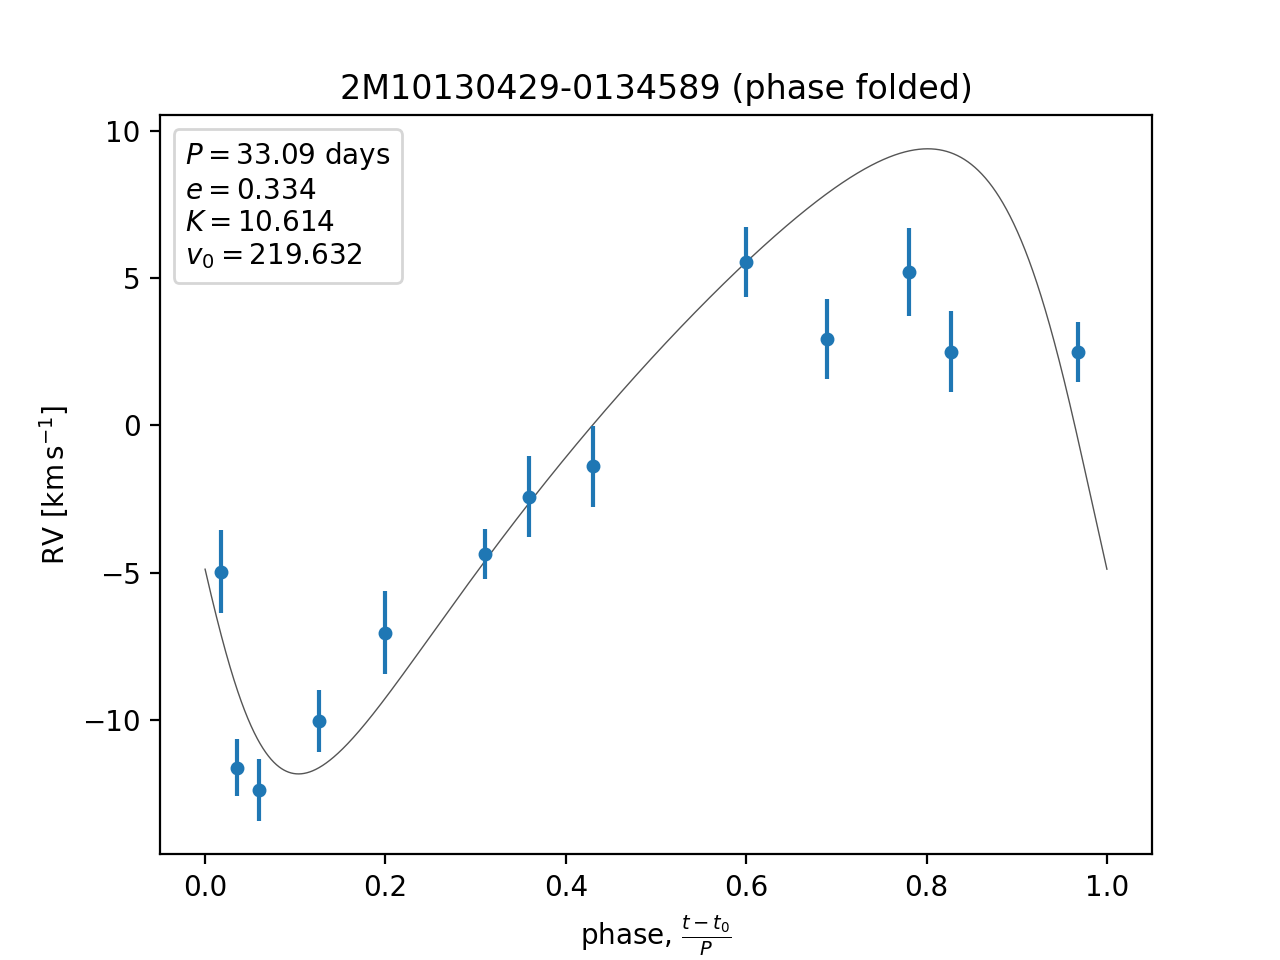 2M10130429-0134589 (phase folded)
P = 33.09 days
e = 0.334
K = 10.614
v₀ = 219.632
RV [km s⁻¹]
10
5
0
−5
−10
0.0 0.2 0.4 0.6 0.8 1.0
phase, (t − t₀)/P